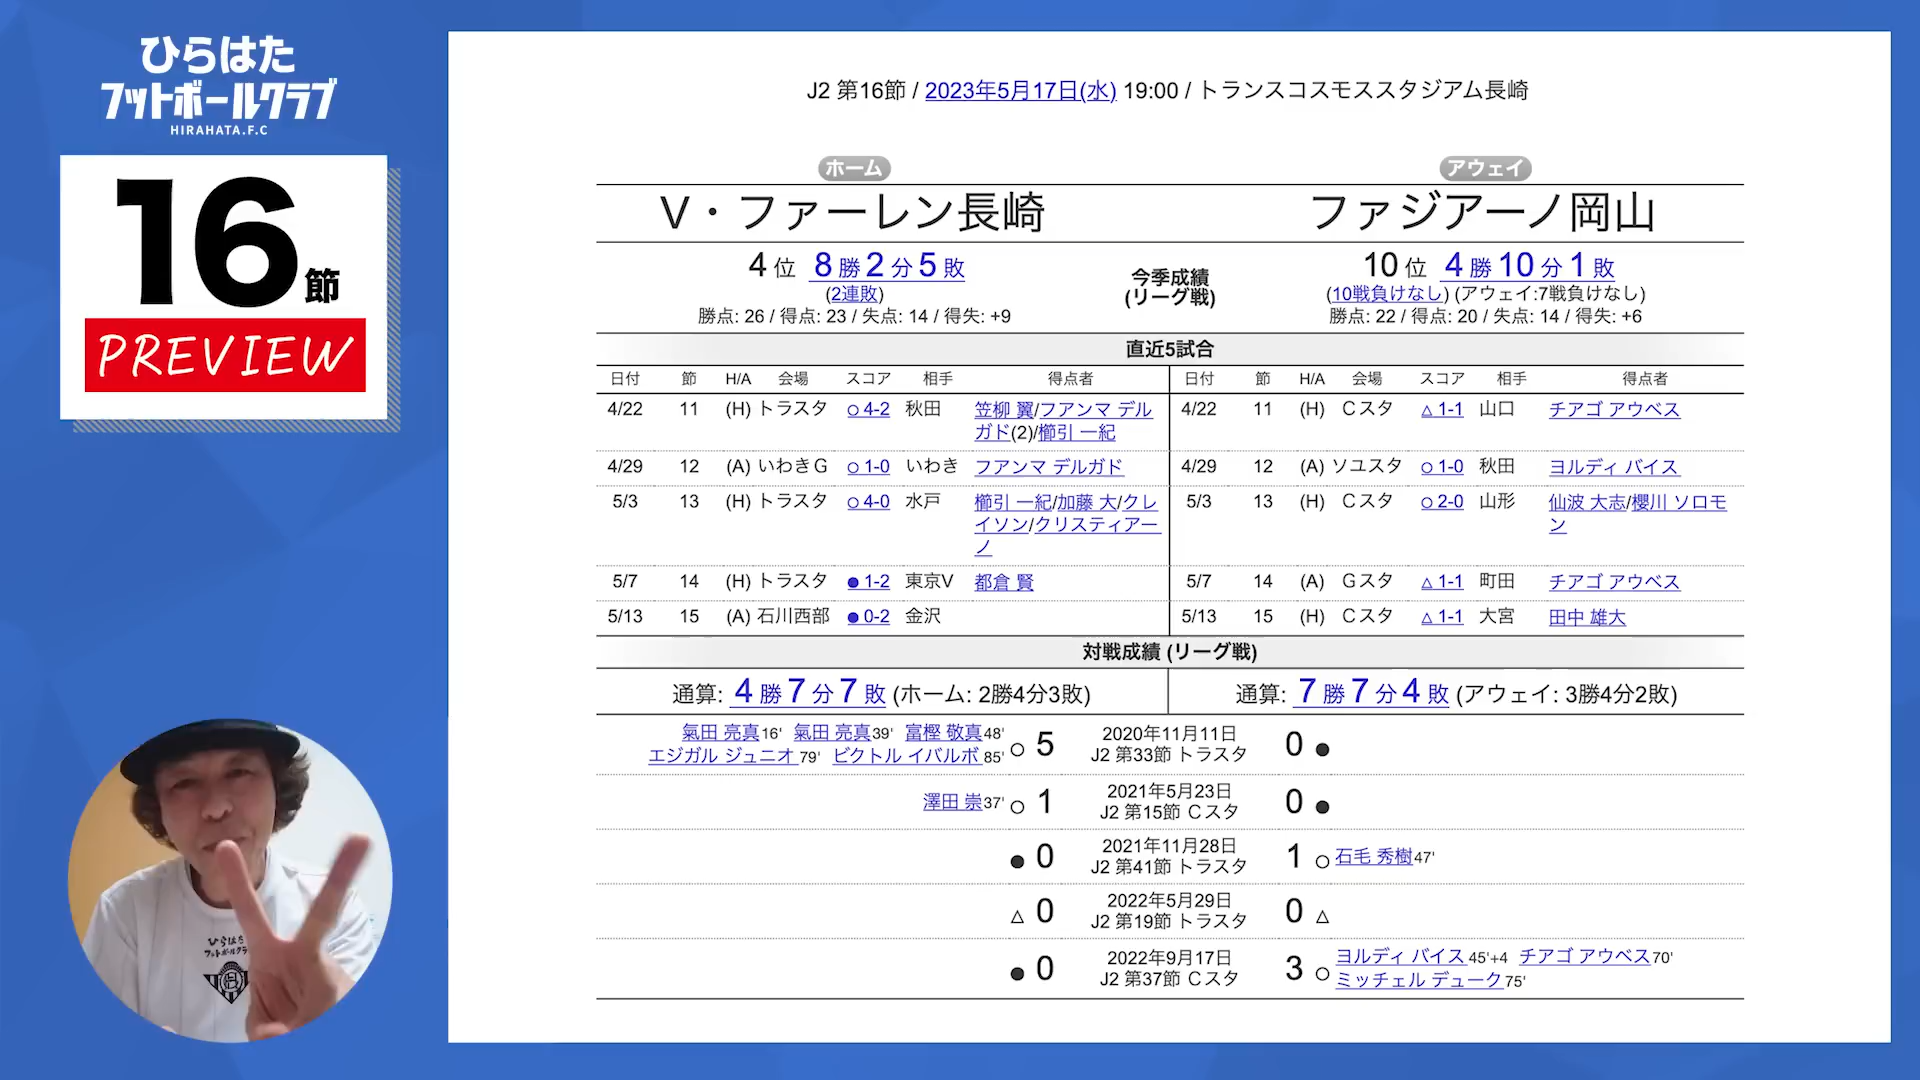 ひらはた
フットボールクラブ
HIRAHATA.F.C
16節
PREVIEW
J2 第16節 / 2023年5月17日(水) 19:00 / トランスコスモススタジアム長崎
ホーム アウェイ
V・ファーレン長崎 ファジアーノ岡山
4位 8勝2分5敗 今季成績 10位 4勝10分1敗
(2連敗) (リーグ戦) (10戦負けなし) (アウェイ:7戦負けなし)
勝点: 26 / 得点: 23 / 失点: 14 / 得失: +9 勝点: 22 / 得点: 20 / 失点: 14 / 得失: +6
直近5試合
日付 節 H/A 会場 スコア 相手 得点者 日付 節 H/A 会場 スコア 相手 得点者
4/22 11 (H) トラスタ ○ 4-2 秋田 笠柳 翼/フアンマ デル 4/22 11 (H) Cスタ △ 1-1 山口 チアゴ アウベス
ガド(2)/櫛引 一紀
4/29 12 (A) いわきG ○ 1-0 いわき フアンマ デルガド 4/29 12 (A) ソユスタ ○ 1-0 秋田 ヨルディ バイス
5/3 13 (H) トラスタ ○ 4-0 水戸 櫛引 一紀/加藤 大/クレ 5/3 13 (H) Cスタ ○ 2-0 山形 仙波 大志/櫻川 ソロモ
イソン/クリスティアー ン
ノ
5/7 14 (H) トラスタ ● 1-2 東京V 都倉 賢 5/7 14 (A) Gスタ △ 1-1 町田 チアゴ アウベス
5/13 15 (A) 石川西部 ● 0-2 金沢 5/13 15 (H) Cスタ △ 1-1 大宮 田中 雄大
対戦成績 (リーグ戦)
通算: 4勝7分7敗 (ホーム: 2勝4分3敗) 通算: 7勝7分4敗 (アウェイ: 3勝4分2敗)
氣田 亮真16' 氣田 亮真39' 富樫 敬真48' ○ 5 2020年11月11日 0 ●
エジガル ジュニオ79' ビクトル イバルボ85' J2 第33節 トラスタ
澤田 崇37' ○ 1 2021年5月23日 0 ●
J2 第15節 Cスタ
● 0 2021年11月28日 1 ○ 石毛 秀樹47'
J2 第41節 トラスタ
△ 0 2022年5月29日 0 △
J2 第19節 トラスタ
● 0 2022年9月17日 3 ○ ヨルディ バイス45'+4 チアゴ アウベス70'
J2 第37節 Cスタ ミッチェル デューク75'
ひらはた